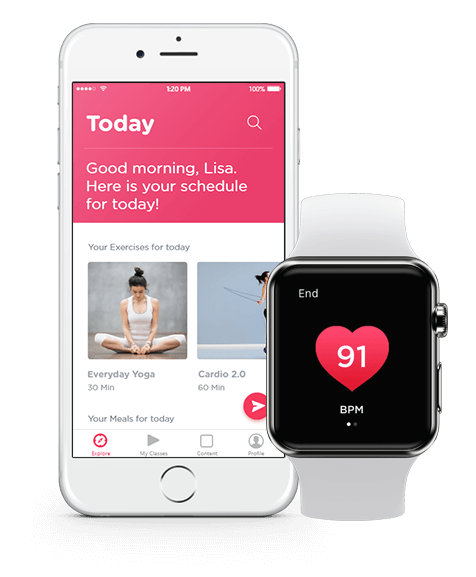 1:20 PM
100%
Today
Good morning, Lisa.
Here is your schedule
for today!
Your Exercises for today
Everyday Yoga
30 Min
Cardio 2.0
60 Min
Your Meals for today
Explore
My Classes
Content
Profile
End
91
BPM